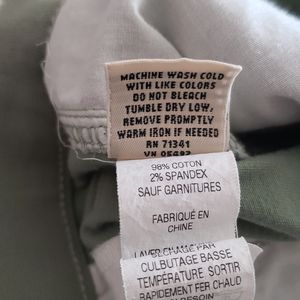 MACHINE WASH COLD
WITH LIKE COLORS
DO NOT BLEACH
TUMBLE DRY LOW,
REMOVE PROMPTLY
WARM IRON IF NEEDED
RN 71341
98% COTON
2% SPANDEX
SAUF GARNITURES
FABRIQUÉ EN
CHINE
CULBUTAGE BASSE
TEMPÉRATURE SORTIR
RAPIDEMENT FER CHAUD